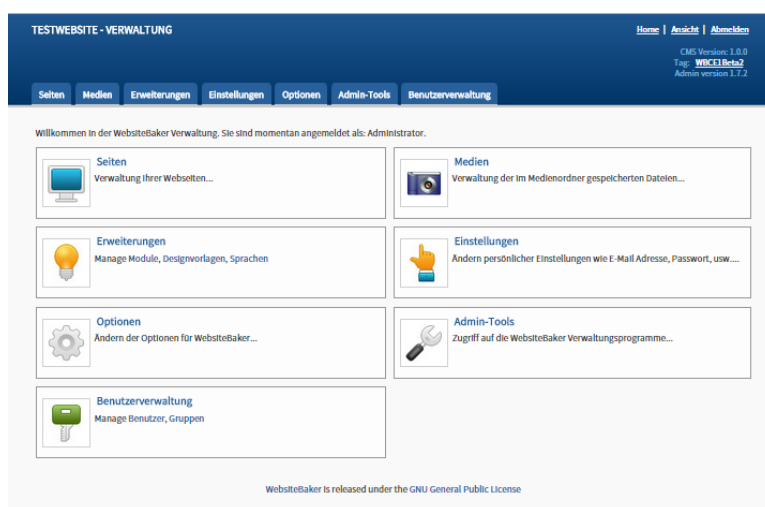 TESTWEBSITE - VERWALTUNG
Home | Ansicht | Abmelden
CMS Version: 1.0.0
Tag: WBCE1Beta2
Admin version 1.7.2
Seiten Medien Erweiterungen Einstellungen Optionen Admin-Tools Benutzerverwaltung
Willkommen in der WebsiteBaker Verwaltung. Sie sind momentan angemeldet als: Administrator.
Seiten
Verwaltung Ihrer Webseiten...
Medien
Verwaltung der im Medienordner gespeicherten Dateien...
Erweiterungen
Manage Module, Designvorlagen, Sprachen
Einstellungen
Ändern persönlicher Einstellungen wie E-Mail Adresse, Passwort, usw....
Optionen
Ändern der Optionen für WebsiteBaker...
Admin-Tools
Zugriff auf die WebsiteBaker Verwaltungsprogramme...
Benutzerverwaltung
Manage Benutzer, Gruppen
WebsiteBaker is released under the GNU General Public License